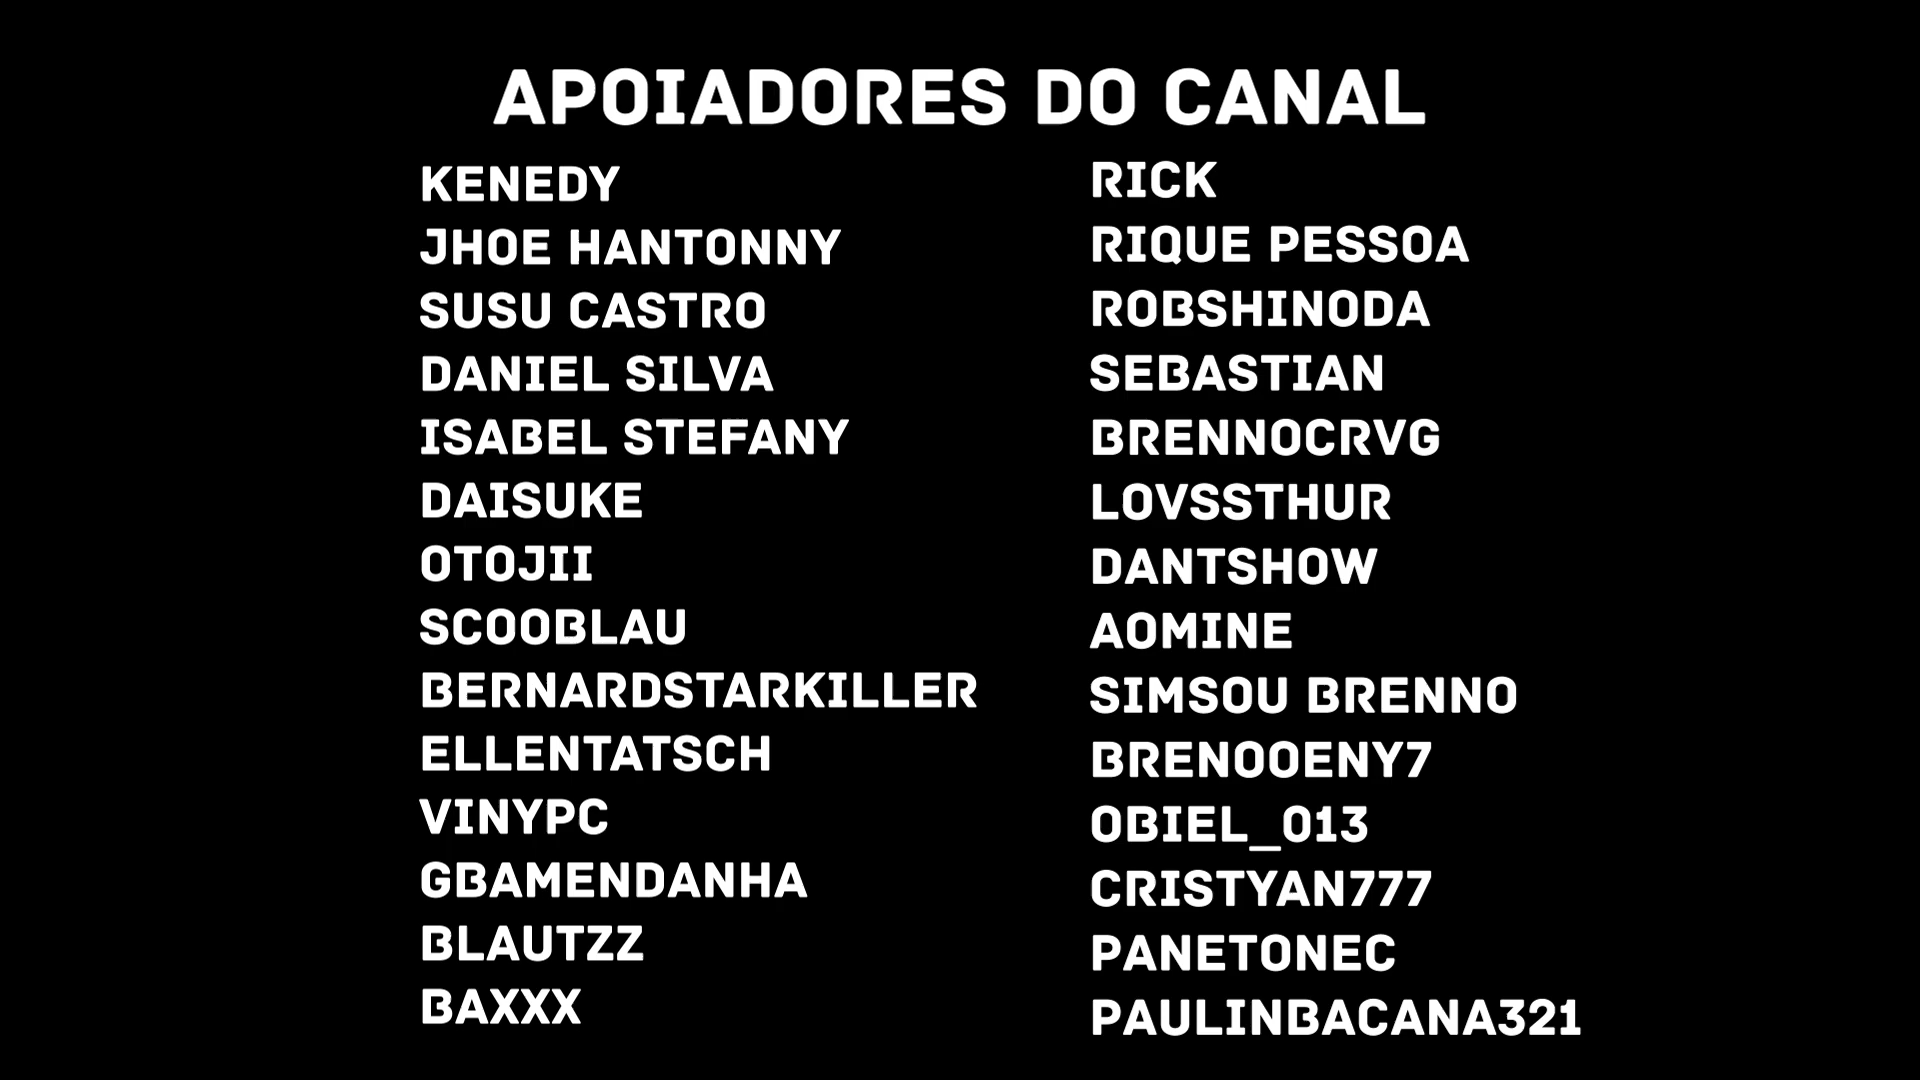 APOIADORES DO CANAL
KENEDY
JHOE HANTONNY
SUSU CASTRO
DANIEL SILVA
ISABEL STEFANY
DAISUKE
OTOJII
SCOOBLAU
BERNARDSTARKILLER
ELLENTATSCH
VINYPC
GBAMENDANHA
BLAUTZZ
BAXXX
RICK
RIQUE PESSOA
ROBSHINODA
SEBASTIAN
BRENNOCRVG
LOVSSTHUR
DANTSHOW
AOMINE
SIMSOU BRENNO
BRENOOENY7
OBIEL_013
CRISTYAN777
PANETONEC
PAULINBACANA321